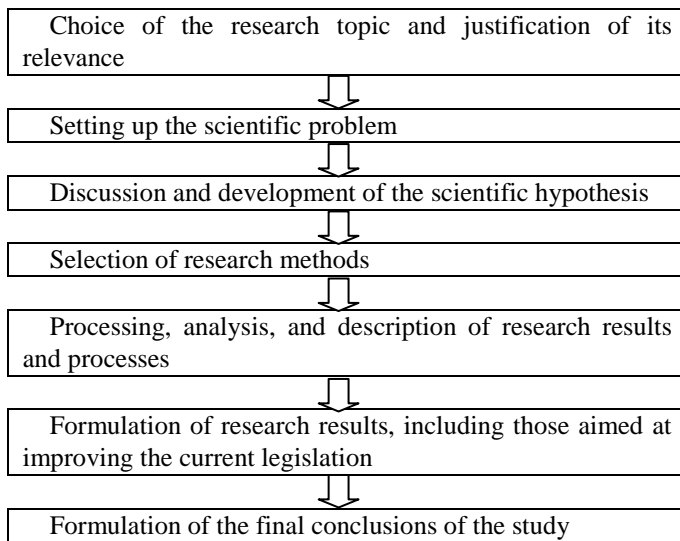 Choice of the research topic and justification of its
relevance
Setting up the scientific problem
Discussion and development of the scientific hypothesis
Selection of research methods
Processing, analysis, and description of research results
and processes
Formulation of research results, including those aimed at
improving the current legislation
Formulation of the final conclusions of the study